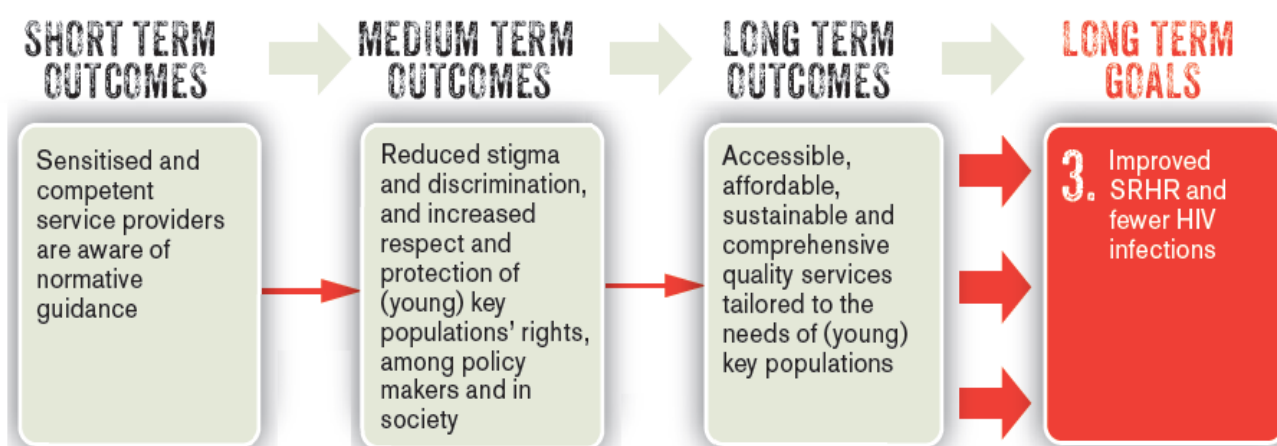 SHORT TERM
OUTCOMES
MEDIUM TERM
OUTCOMES
LONG TERM
OUTCOMES
LONG TERM
GOALS
Sensitised and
competent
service providers
are aware of
normative
guidance
Reduced stigma
and discrimination,
and increased
respect and
protection of
(young) key
populations’ rights,
among policy
makers and in
society
Accessible,
affordable,
sustainable and
comprehensive
quality services
tailored to the
needs of (young)
key populations
3. Improved
SRHR and
fewer HIV
infections